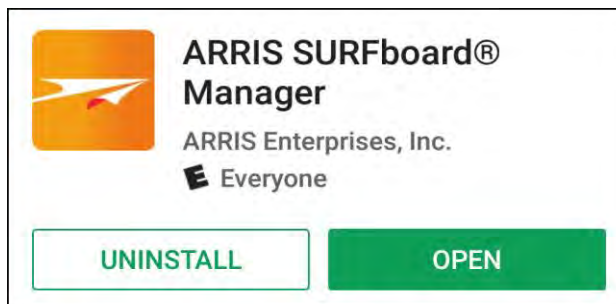 ARRIS SURFboard®
Manager
ARRIS Enterprises, Inc.
E Everyone
UNINSTALL OPEN